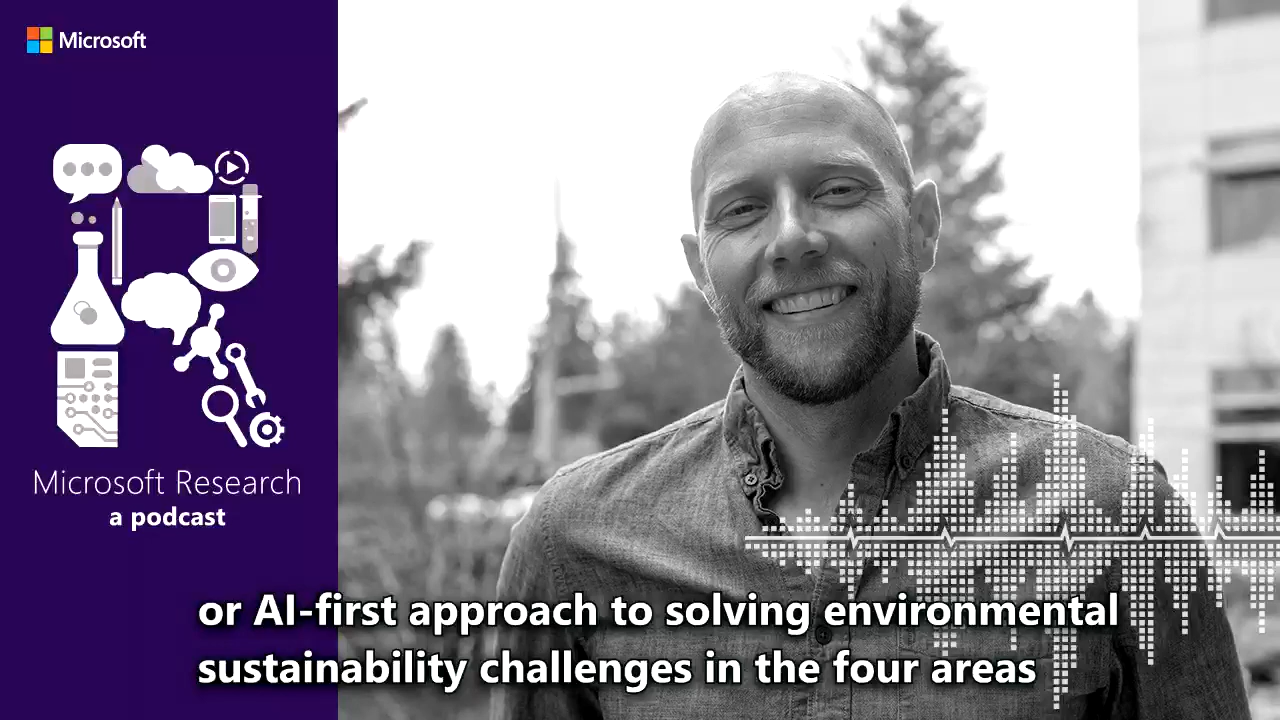 Microsoft
Microsoft Research
a podcast
or AI-first approach to solving environmental
sustainability challenges in the four areas